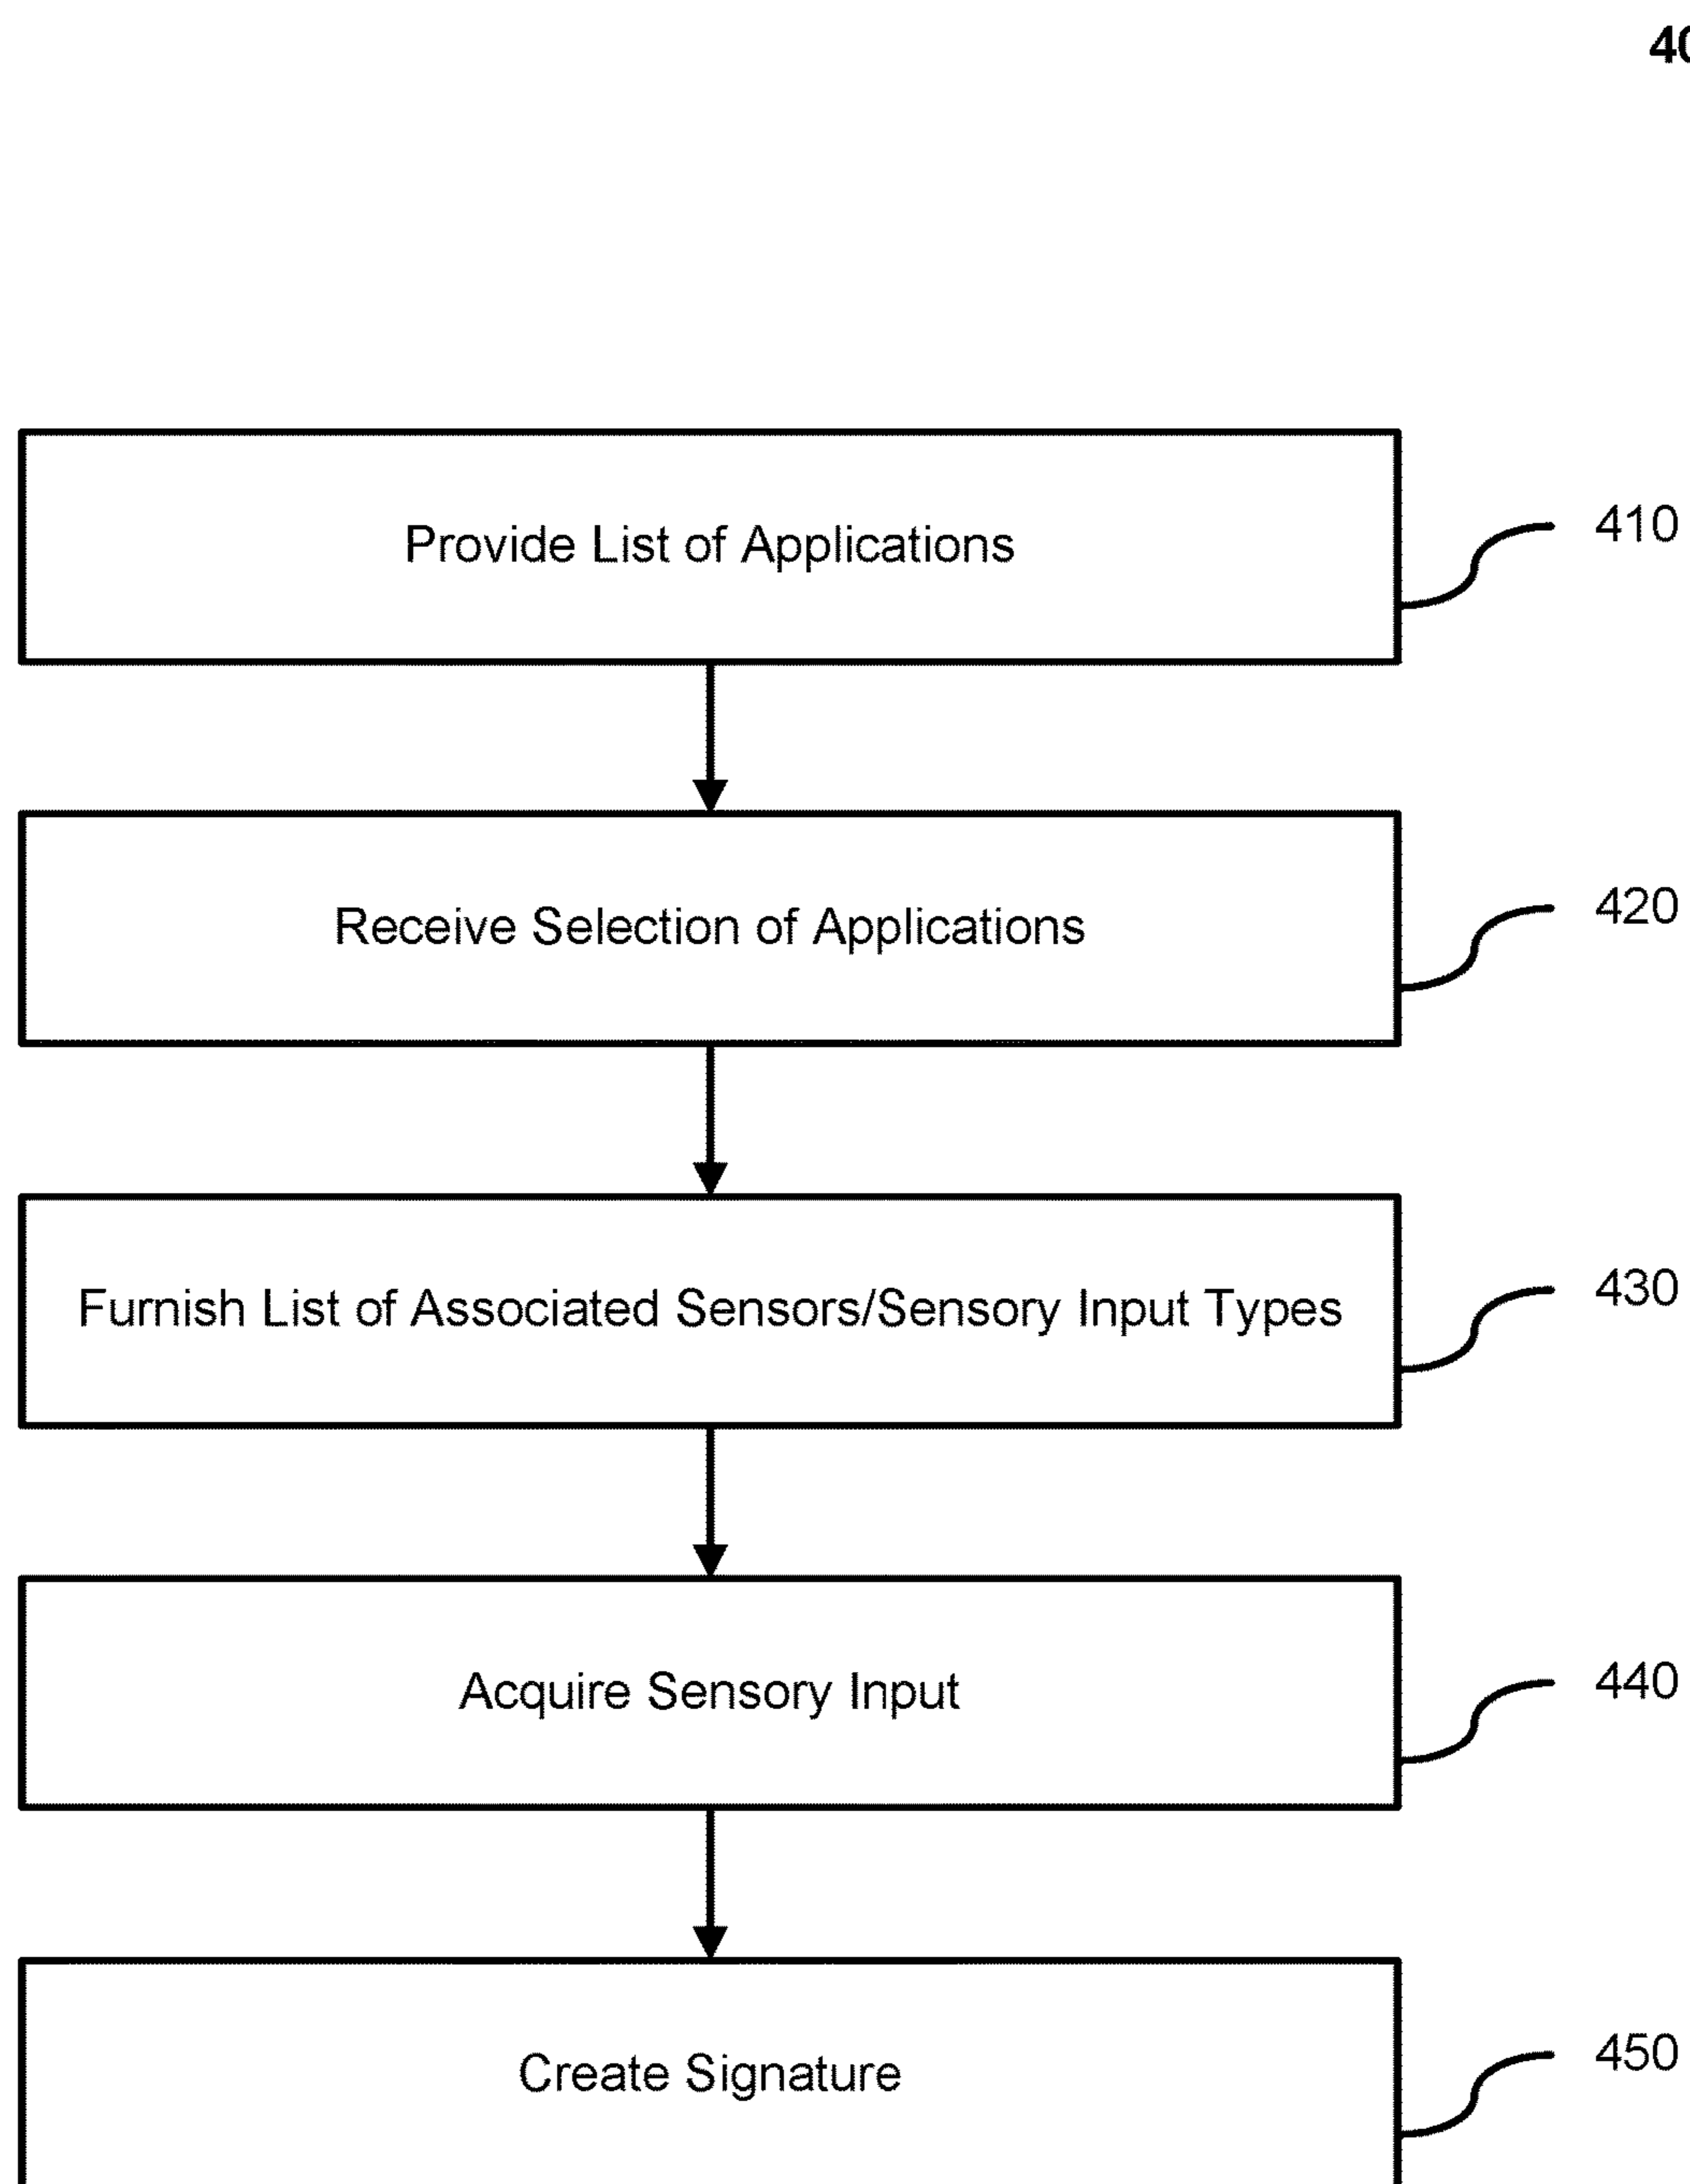 40
Provide List of Applications
410
Receive Selection of Applications
420
Furnish List of Associated Sensors/Sensory Input Types
430
Acquire Sensory Input
440
Create Signature
450